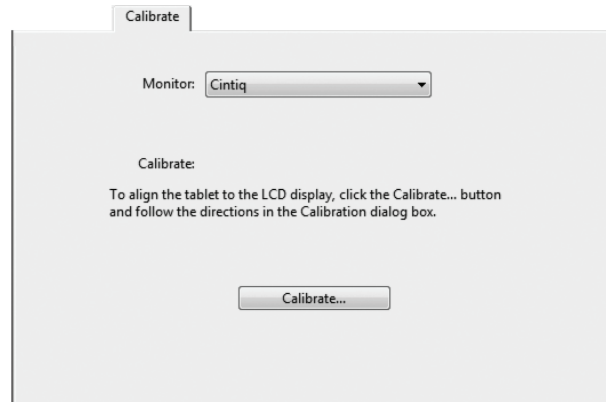 Calibrate
Monitor: Cintiq
Calibrate:
To align the tablet to the LCD display, click the Calibrate... button
and follow the directions in the Calibration dialog box.
Calibrate...